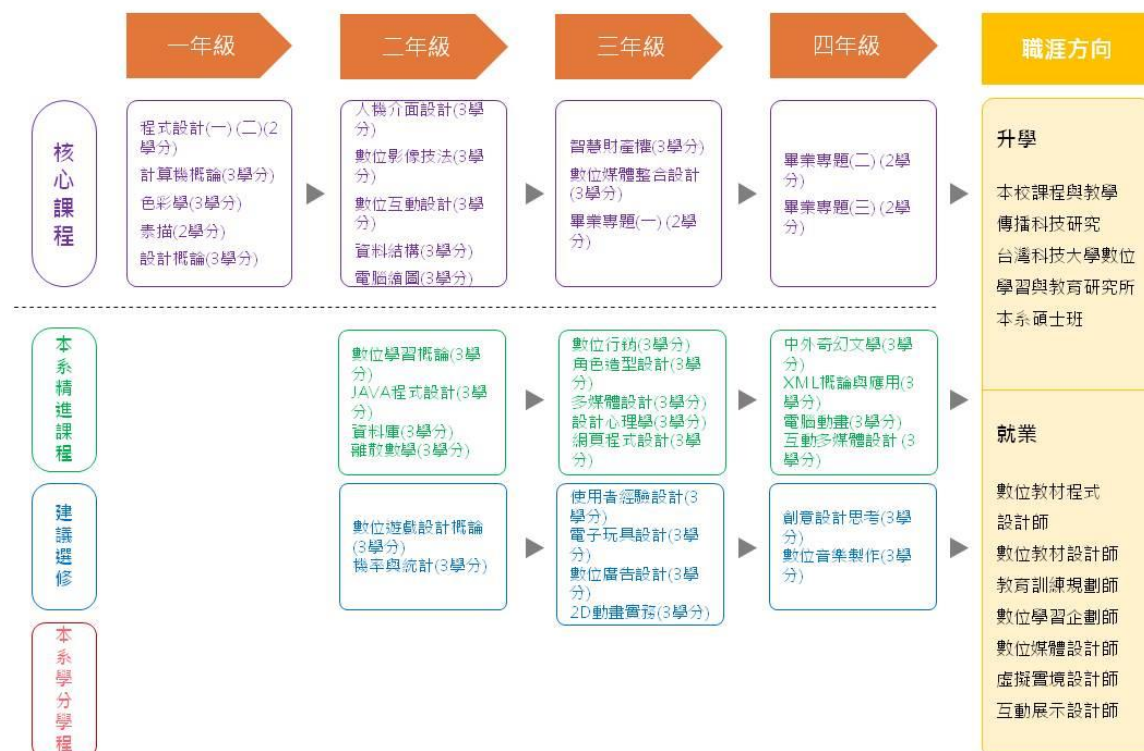 一年級
二年級
三年級
四年級
職涯方向
核心課程
程式設計(一)(二)(2
學分)
計算機概論(3學分)
色彩學(3學分)
素描(2學分)
設計概論(3學分)
人機介面設計(3學
分)
數位影像技法(3學
分)
數位互動設計(3學
分)
資料結構(3學分)
電腦繪圖(3學分)
智慧財產權(3學分)
數位媒體整合設計
(3學分)
畢業專題(一)(2學
分)
畢業專題(二)(2學
分)
畢業專題(三)(2學
分)
升學
本校課程與教學
傳播科技研究
台灣科技大學數位
學習與教育研究所
本系碩士班
本系精進課程
數位學習概論(3學
分)
JAVA程式設計(3學
分)
資料庫(3學分)
離散數學(3學分)
數位行銷(3學分)
角色造型設計(3學
分)
多媒體設計(3學分)
設計心理學(3學分)
網頁程式設計(3學
分)
中外奇幻文學(3學
分)
XML概論與應用(3
學分)
電腦動畫(3學分)
互動多媒體設計(3
學分)
建議選修
數位遊戲設計概論
(3學分)
機率與統計(3學分)
使用者經驗設計(3
學分)
電子玩具設計(3學
分)
數位廣告設計(3學
分)
2D動畫實務(3學分)
創意設計思考(3學
分)
數位音樂製作(3學
分)
就業
數位教材程式
設計師
數位教材設計師
教育訓練規劃師
數位學習企劃師
數位媒體設計師
虛擬實境設計師
互動展示設計師
本系學分學程